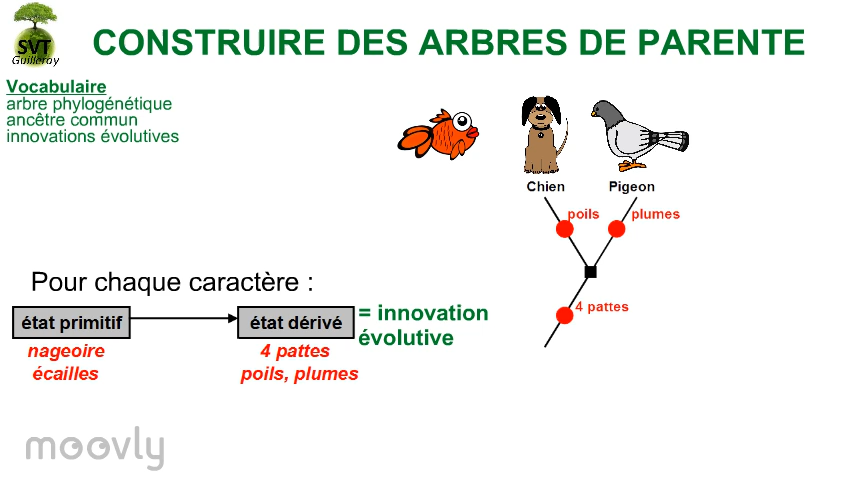 SVT
Guilleray
CONSTRUIRE DES ARBRES DE PARENTE
Vocabulaire
arbre phylogénétique
ancêtre commun
innovations évolutives
Chien
Pigeon
poils
plumes
4 pattes
Pour chaque caractère :
état primitif
état dérivé
= innovation
évolutive
nageoire
écailles
4 pattes
poils, plumes
moovly